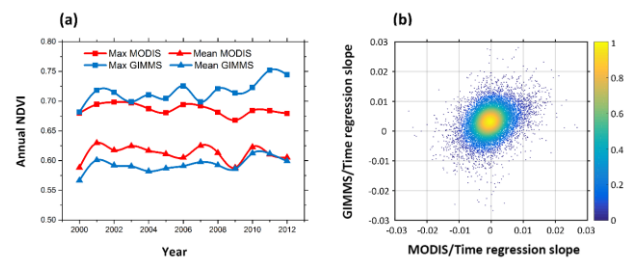 (a)
Annual NDVI
0.80
0.75
0.70
0.65
0.60
0.55
0.50
Max MODIS
Mean MODIS
Max GIMMS
Mean GIMMS
2000 2002 2004 2006 2008 2010 2012
Year
(b)
GIMMS/Time regression slope
0.03
0.02
0.01
0
-0.01
-0.02
-0.03
-0.03 -0.02 -0.01 0 0.01 0.02 0.03
MODIS/Time regression slope
1
0.8
0.6
0.4
0.2
0